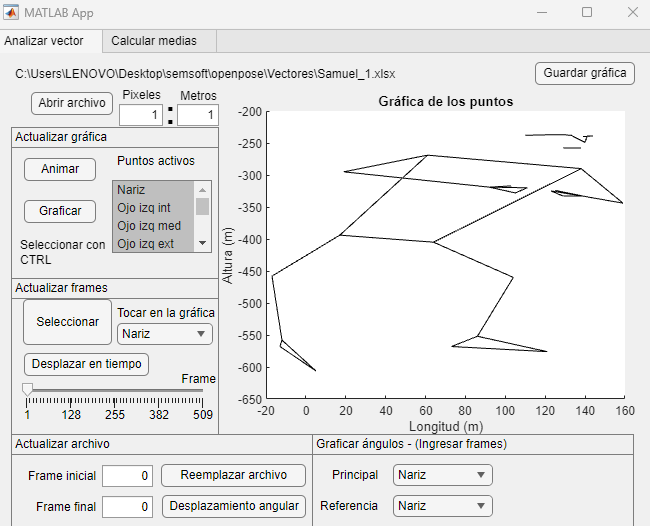 MATLAB App
Analizar vector
Calcular medias
C:\Users\LENOVO\Desktop\semsoft\openpose\Vectores\Samuel_1.xlsx
Guardar gráfica
Abrir archivo
Pixeles
Metros
1 : 1
Actualizar gráfica
Animar
Graficar
Seleccionar con
CTRL
Puntos activos
Nariz
Ojo izq int
Ojo izq med
Ojo izq ext
Actualizar frames
Seleccionar
Tocar en la gráfica
Nariz
Desplazar en tiempo
Frame
1 128 255 382 509
Gráfica de los puntos
Altura (m)
-200
-250
-300
-350
-400
-450
-500
-550
-600
-650
-20 0 20 40 60 80 100 120 140 160
Longitud (m)
Actualizar archivo
Frame inicial 0 Reemplazar archivo
Frame final 0 Desplazamiento angular
Graficar ángulos - (Ingresar frames)
Principal Nariz
Referencia Nariz